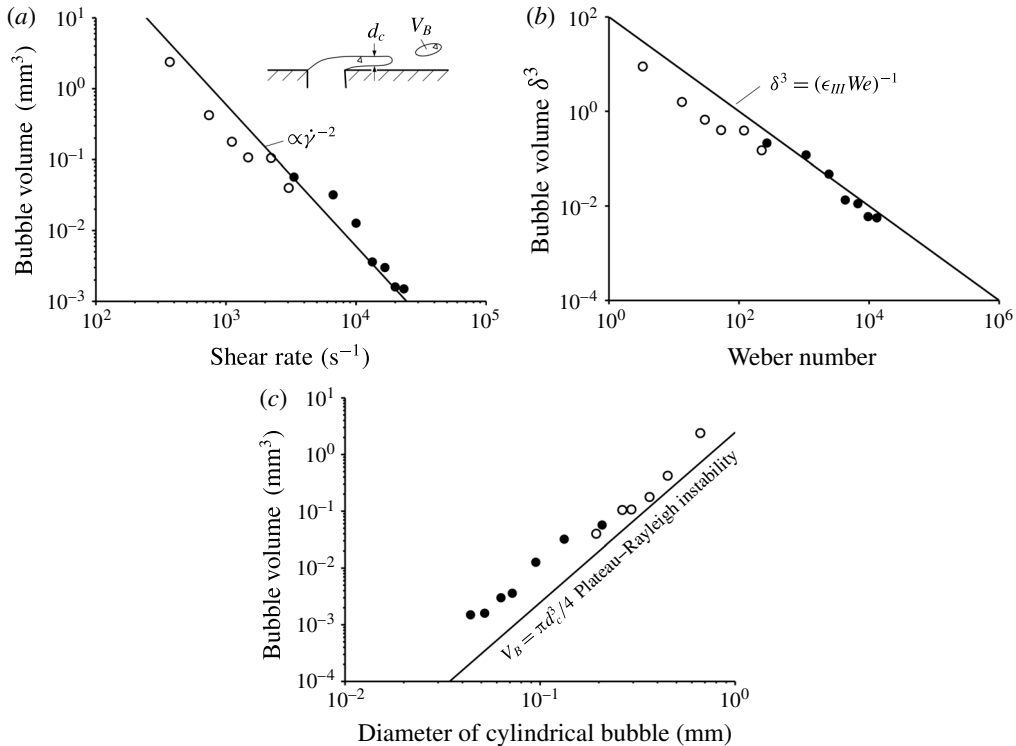 (a)
10^1
10^0
10^−1
10^−2
10^−3
10^2
10^3
10^4
10^5
Bubble volume (mm^3)
Shear rate (s^−1)
d_c
V_B
∝γ̇^−2
(b)
10^2
10^0
10^−2
10^−4
10^0
10^2
10^4
10^6
Bubble volume δ^3
Weber number
δ^3 = (ϵ_III We)^−1
(c)
10^1
10^0
10^−1
10^−2
10^−3
10^−4
10^−2
10^−1
10^0
Bubble volume (mm^3)
Diameter of cylindrical bubble (mm)
V_B = πd_c^3/4 Plateau–Rayleigh instability